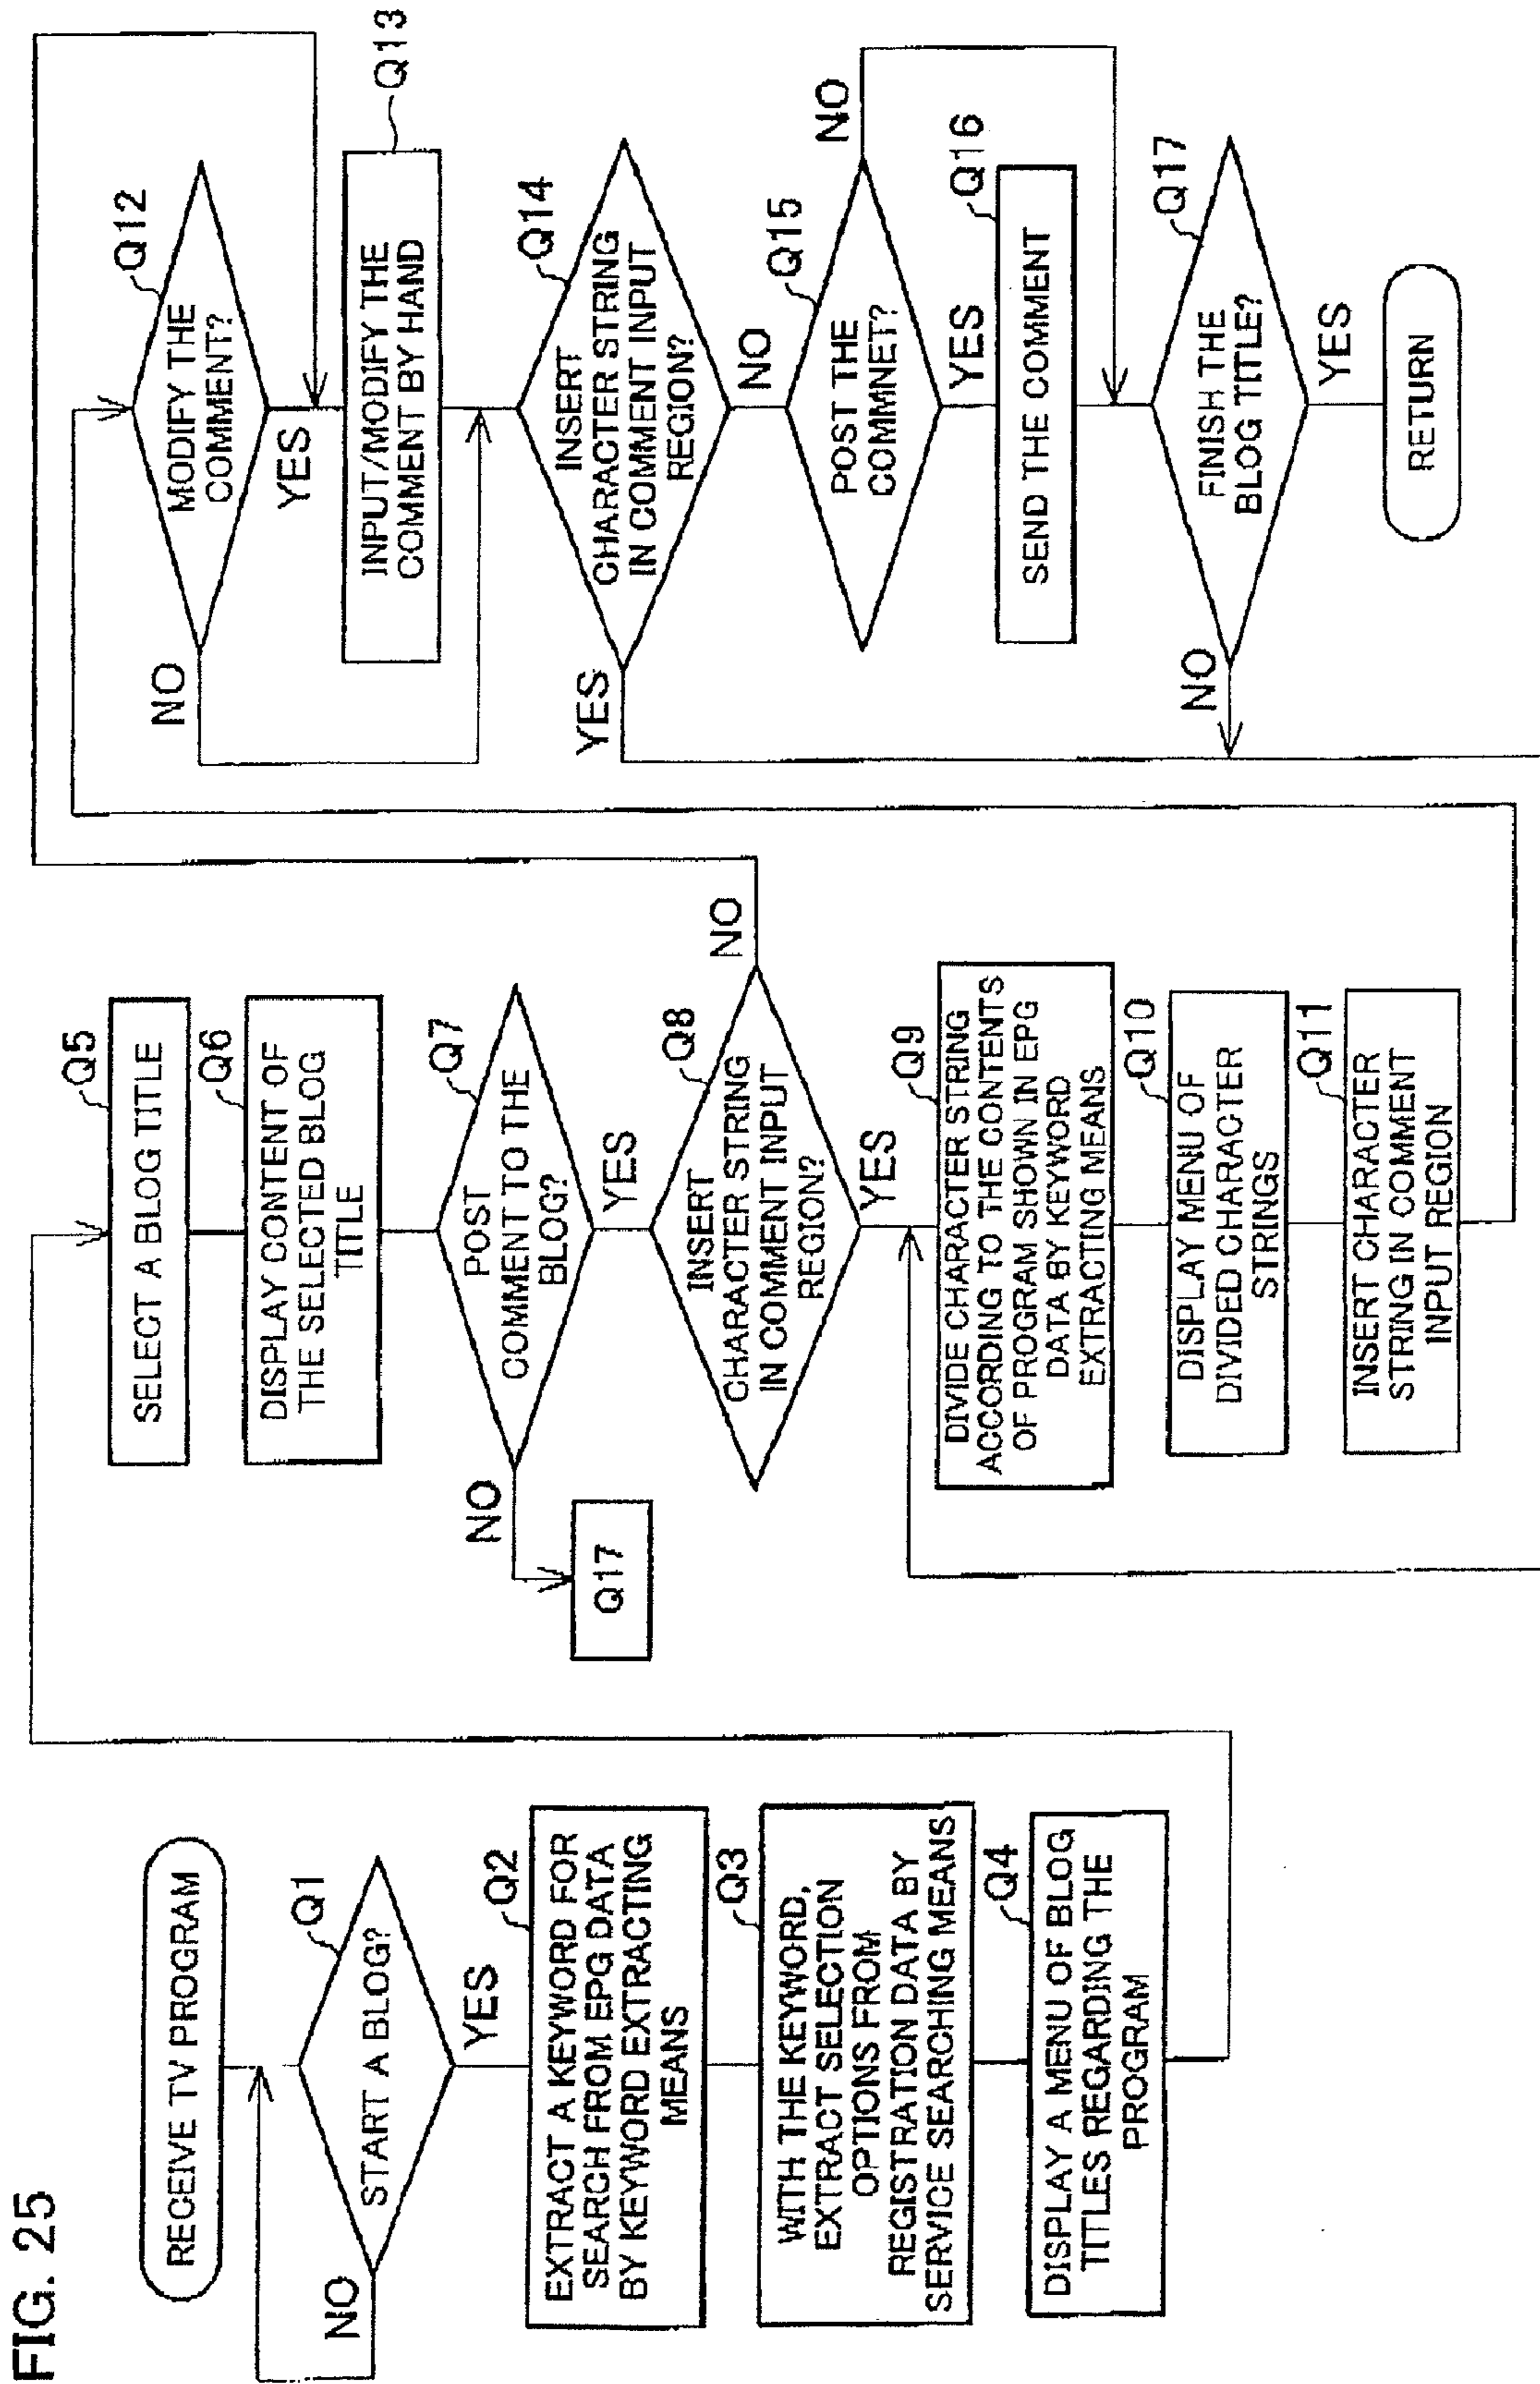 FIG. 25
RECEIVE TV PROGRAM
Q1
START A BLOG?
NO
YES
Q2
EXTRACT A KEYWORD FOR
SEARCH FROM EPG DATA
BY KEYWORD EXTRACTING
MEANS
Q3
WITH THE KEYWORD,
EXTRACT SELECTION
OPTIONS FROM
REGISTRATION DATA BY
SERVICE SEARCHING MEANS
Q4
DISPLAY A MENU OF BLOG
TITLES REGARDING THE
PROGRAM
Q5
SELECT A BLOG TITLE
Q6
DISPLAY CONTENT OF
THE SELECTED BLOG
TITLE
Q7
POST
COMMENT TO THE
BLOG?
NO
Q17
YES
Q8
INSERT
CHARACTER STRING
IN COMMENT INPUT
REGION?
NO
YES
Q9
DIVIDE CHARACTER STRING
ACCORDING TO THE CONTENTS
OF PROGRAM SHOWN IN EPG
DATA BY KEYWORD
EXTRACTING MEANS
Q10
DISPLAY MENU OF
DIVIDED CHARACTER
STRINGS
Q11
INSERT CHARACTER
STRING IN COMMENT
INPUT REGION
Q12
MODIFY THE
COMMENT?
NO
YES
Q13
INPUT/MODIFY THE
COMMENT BY HAND
Q14
INSERT
CHARACTER STRING
IN COMMENT INPUT
REGION?
YES
NO
Q15
POST THE
COMMNET?
NO
YES
Q16
SEND THE COMMENT
Q17
FINISH THE
BLOG TITLE?
NO
YES
RETURN